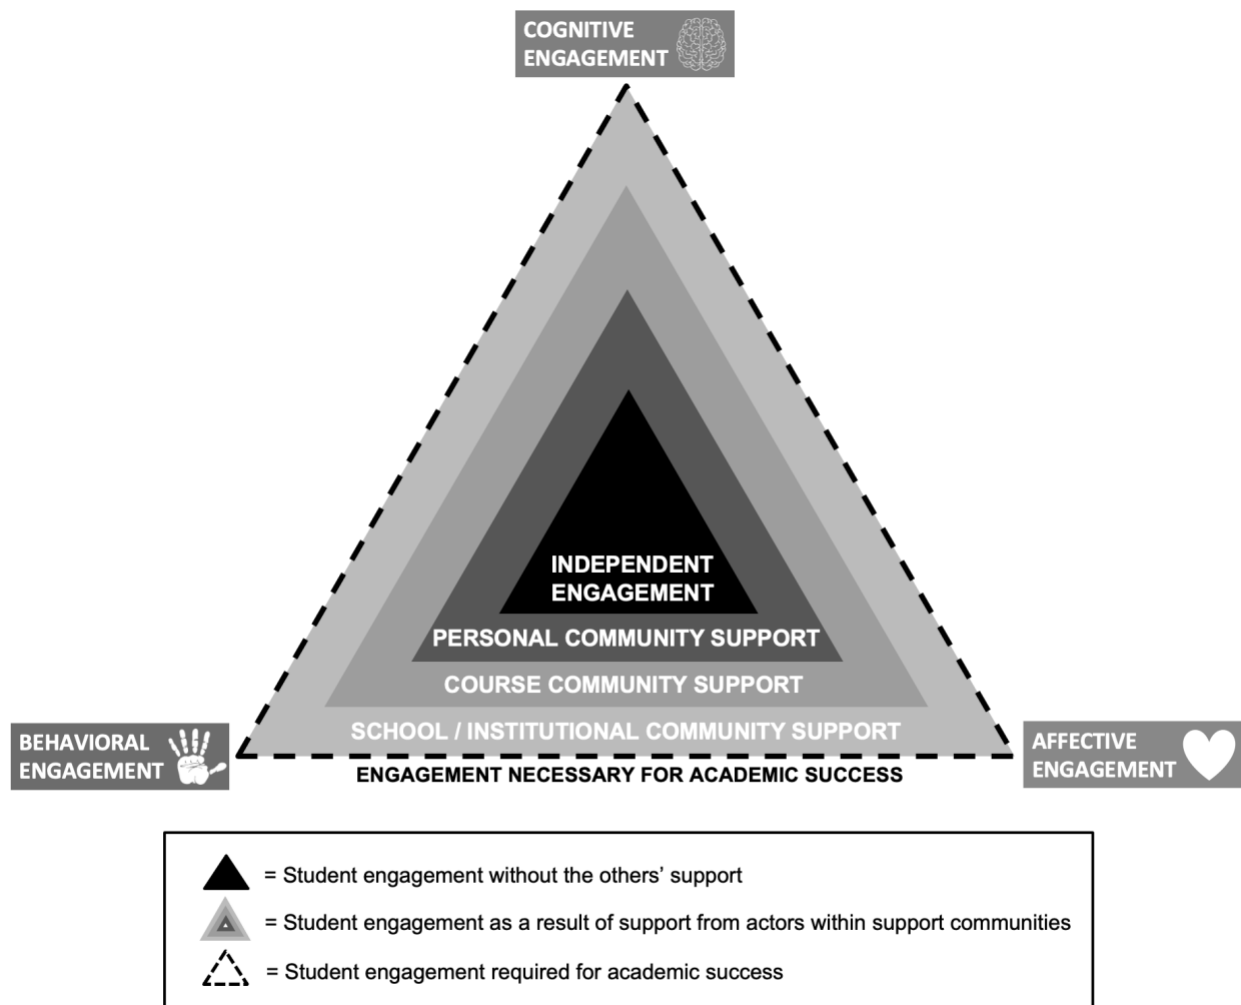 COGNITIVE
ENGAGEMENT
INDEPENDENT
ENGAGEMENT
PERSONAL COMMUNITY SUPPORT
COURSE COMMUNITY SUPPORT
SCHOOL / INSTITUTIONAL COMMUNITY SUPPORT
BEHAVIORAL
ENGAGEMENT
AFFECTIVE
ENGAGEMENT
ENGAGEMENT NECESSARY FOR ACADEMIC SUCCESS
= Student engagement without the others’ support
= Student engagement as a result of support from actors within support communities
= Student engagement required for academic success